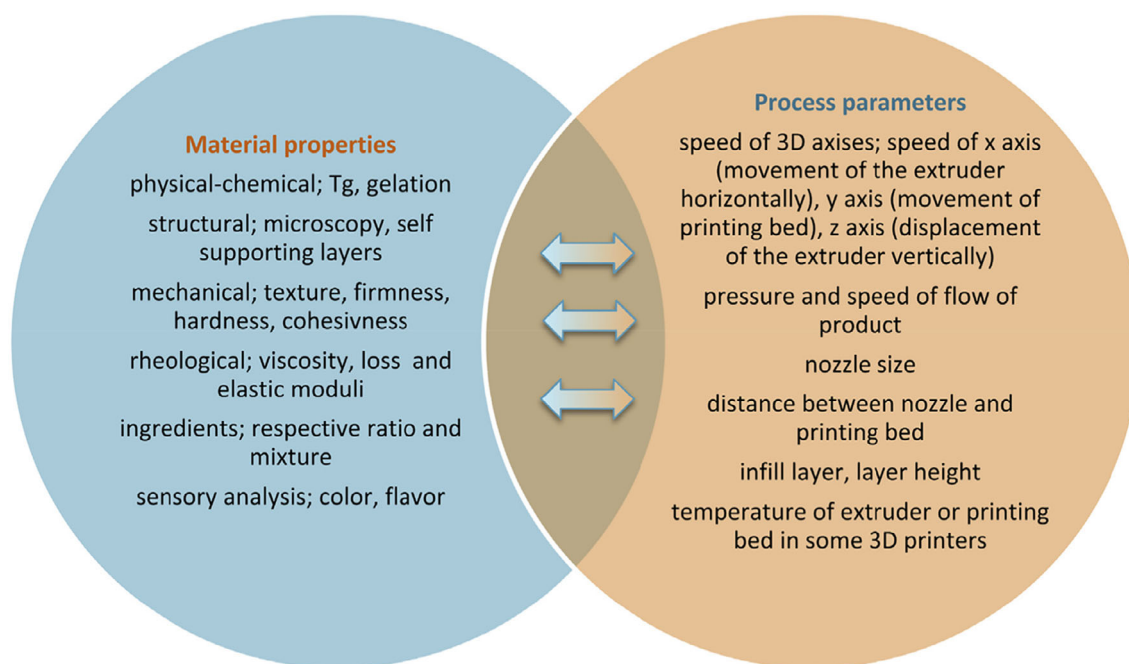 Material properties
physical-chemical; Tg, gelation
structural; microscopy, self
supporting layers
mechanical; texture, firmness,
hardness, cohesivness
rheological; viscosity, loss and
elastic moduli
ingredients; respective ratio and
mixture
sensory analysis; color, flavor
Process parameters
speed of 3D axises; speed of x axis
(movement of the extruder
horizontally), y axis (movement of
printing bed), z axis (displacement
of the extruder vertically)
pressure and speed of flow of
product
nozzle size
distance between nozzle and
printing bed
infill layer, layer height
temperature of extruder or printing
bed in some 3D printers